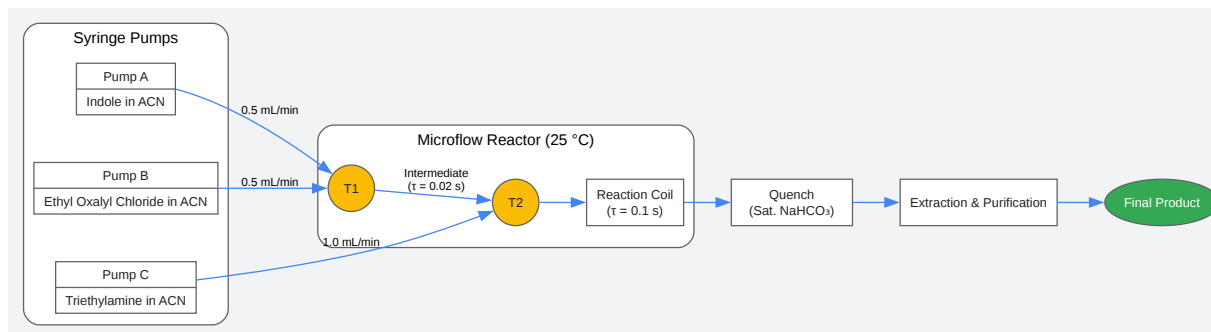 Syringe Pumps
Pump A
Indole in ACN
0.5 mL/min
Pump B
Ethyl Oxalyl Chloride in ACN
0.5 mL/min
Pump C
Triethylamine in ACN
1.0 mL/min
Microflow Reactor (25 °C)
T1
Intermediate
(τ = 0.02 s)
T2
Reaction Coil
(τ = 0.1 s)
Quench
(Sat. NaHCO₃)
Extraction & Purification
Final Product